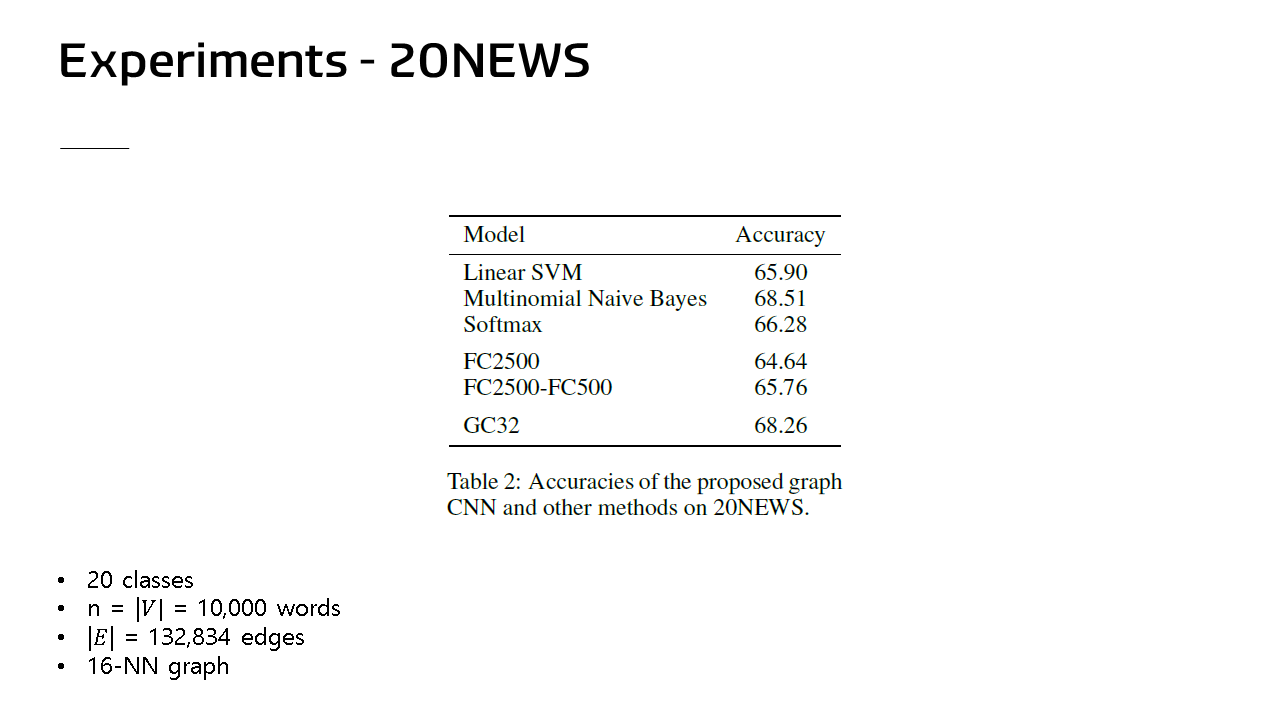 Experiments - 20NEWS
Model Accuracy
Linear SVM 65.90
Multinomial Naive Bayes 68.51
Softmax 66.28
FC2500 64.64
FC2500-FC500 65.76
GC32 68.26
Table 2: Accuracies of the proposed graph
CNN and other methods on 20NEWS.
• 20 classes
• n = |V| = 10,000 words
• |E| = 132,834 edges
• 16-NN graph